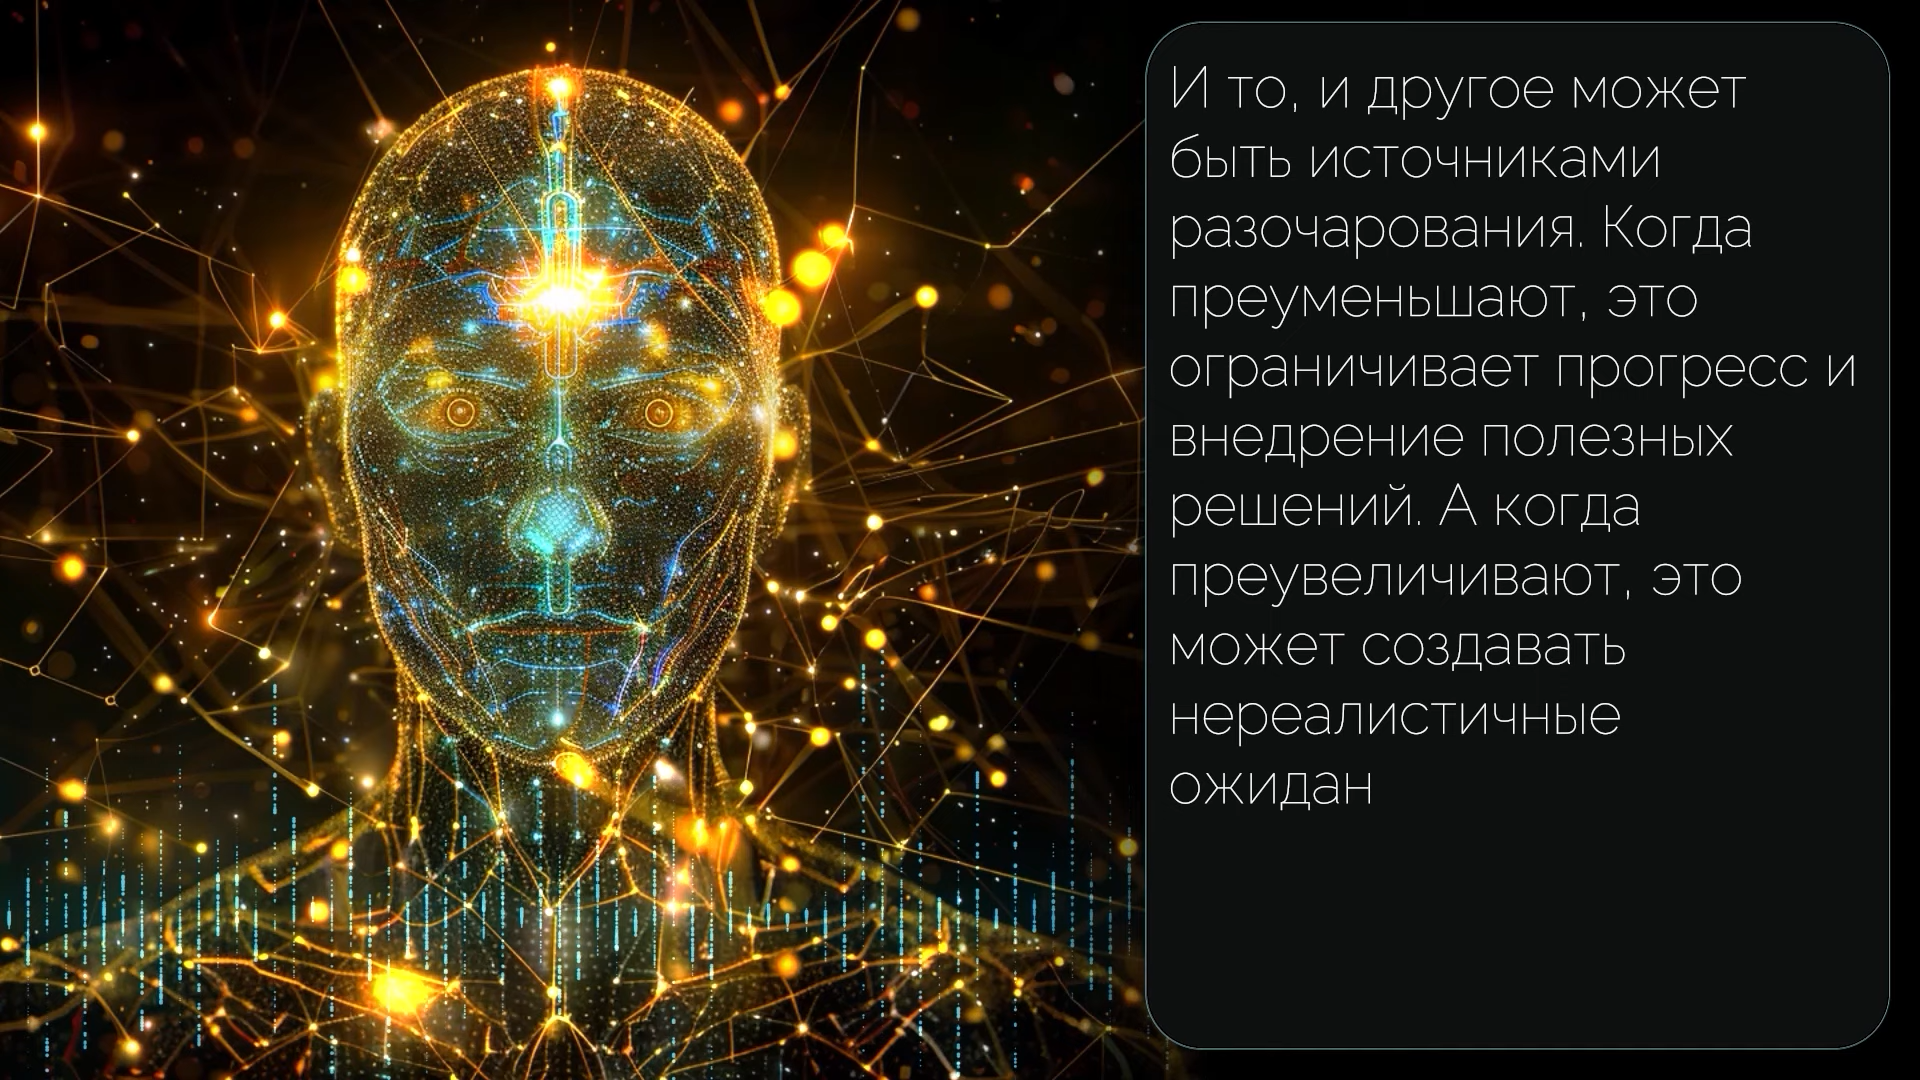 И то, и другое может
быть источниками
разочарования. Когда
преуменьшают, это
ограничивает прогресс и
внедрение полезных
решений. А когда
преувеличивают, это
может создавать
нереалистичные
ожидан